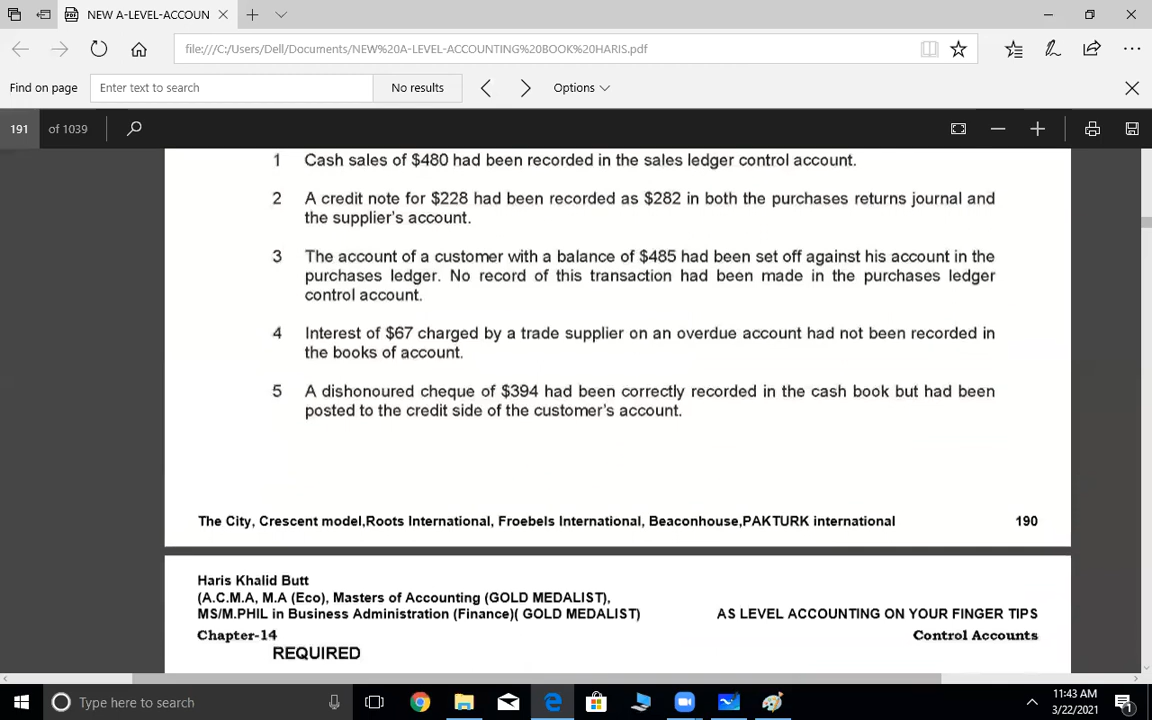 NEW A-LEVEL-ACCOUN
file:///C:/Users/Dell/Documents/NEW%20A-LEVEL-ACCOUNTING%20BOOK%20HARIS.pdf
Find on page
Enter text to search
No results
Options
191 of 1039
1 Cash sales of $480 had been recorded in the sales ledger control account.
2 A credit note for $228 had been recorded as $282 in both the purchases returns journal and
the supplier's account.
3 The account of a customer with a balance of $485 had been set off against his account in the
purchases ledger. No record of this transaction had been made in the purchases ledger
control account.
4 Interest of $67 charged by a trade supplier on an overdue account had not been recorded in
the books of account.
5 A dishonoured cheque of $394 had been correctly recorded in the cash book but had been
posted to the credit side of the customer's account.
The City, Crescent model,Roots International, Froebels International, Beaconhouse,PAKTURK international 190
Haris Khalid Butt
(A.C.M.A, M.A (Eco), Masters of Accounting (GOLD MEDALIST),
MS/M.PHIL in Business Administration (Finance)( GOLD MEDALIST) AS LEVEL ACCOUNTING ON YOUR FINGER TIPS
Chapter-14 Control Accounts
REQUIRED
Type here to search
11:43 AM
3/22/2021
1